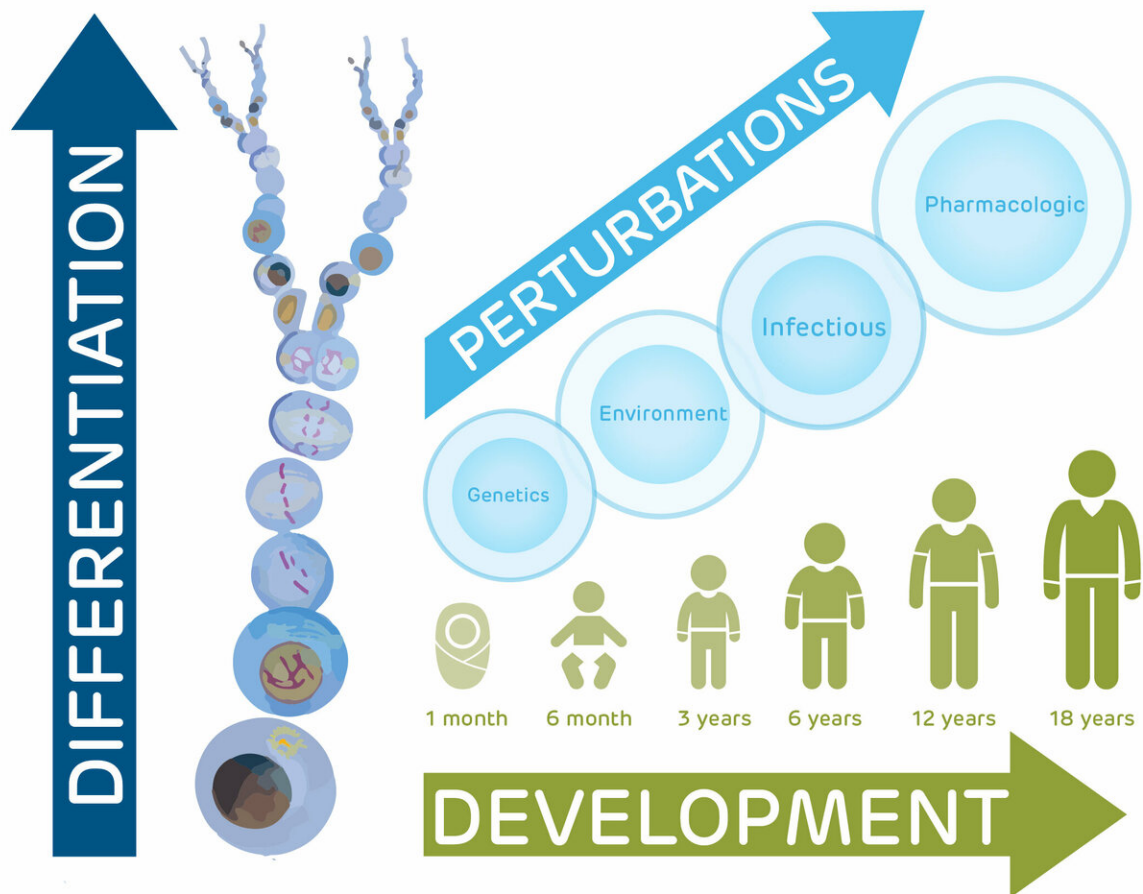 DIFFERENTIATION
PERTURBATIONS
Pharmacologic
Infectious
Environment
Genetics
1 month
6 month
3 years
6 years
12 years
18 years
DEVELOPMENT